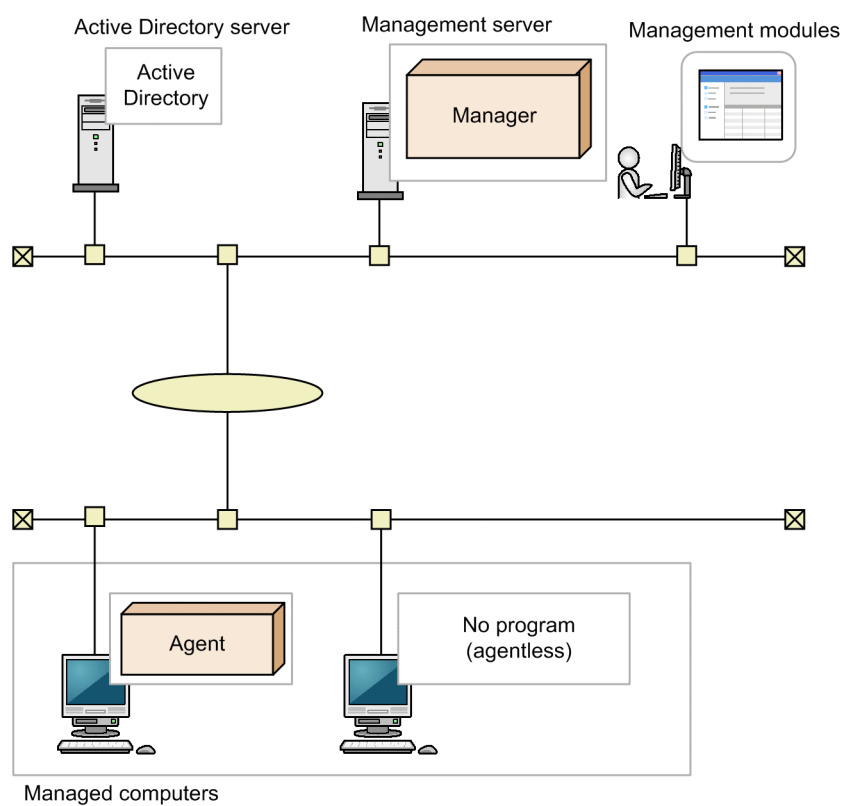 Active Directory server
Management server
Management modules
Active
Directory
Manager
Agent
No program
(agentless)
Managed computers